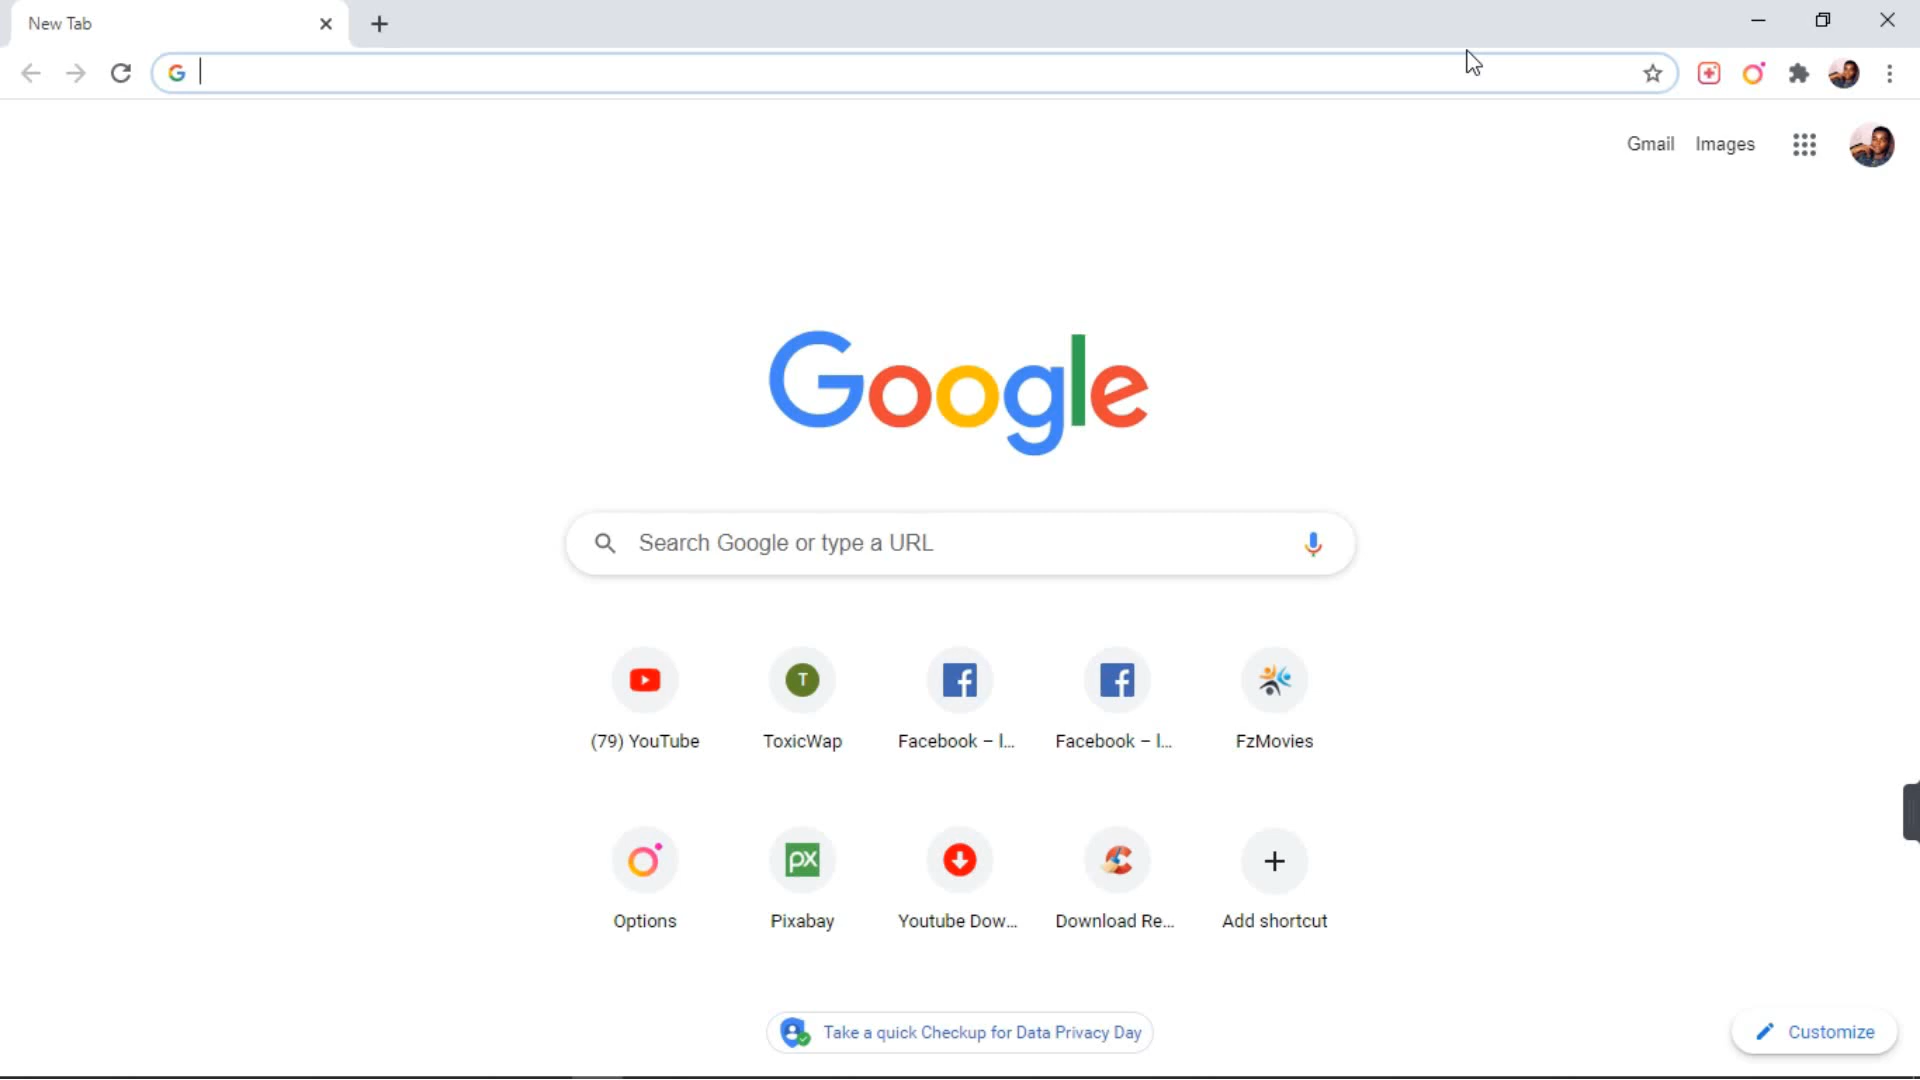 New Tab
Gmail Images
Google
Search Google or type a URL
(79) YouTube
T
ToxicWap
Facebook – I...
Facebook – I...
FzMovies
Options
px
Pixabay
Youtube Dow...
Download Re...
Add shortcut
Take a quick Checkup for Data Privacy Day
Customize